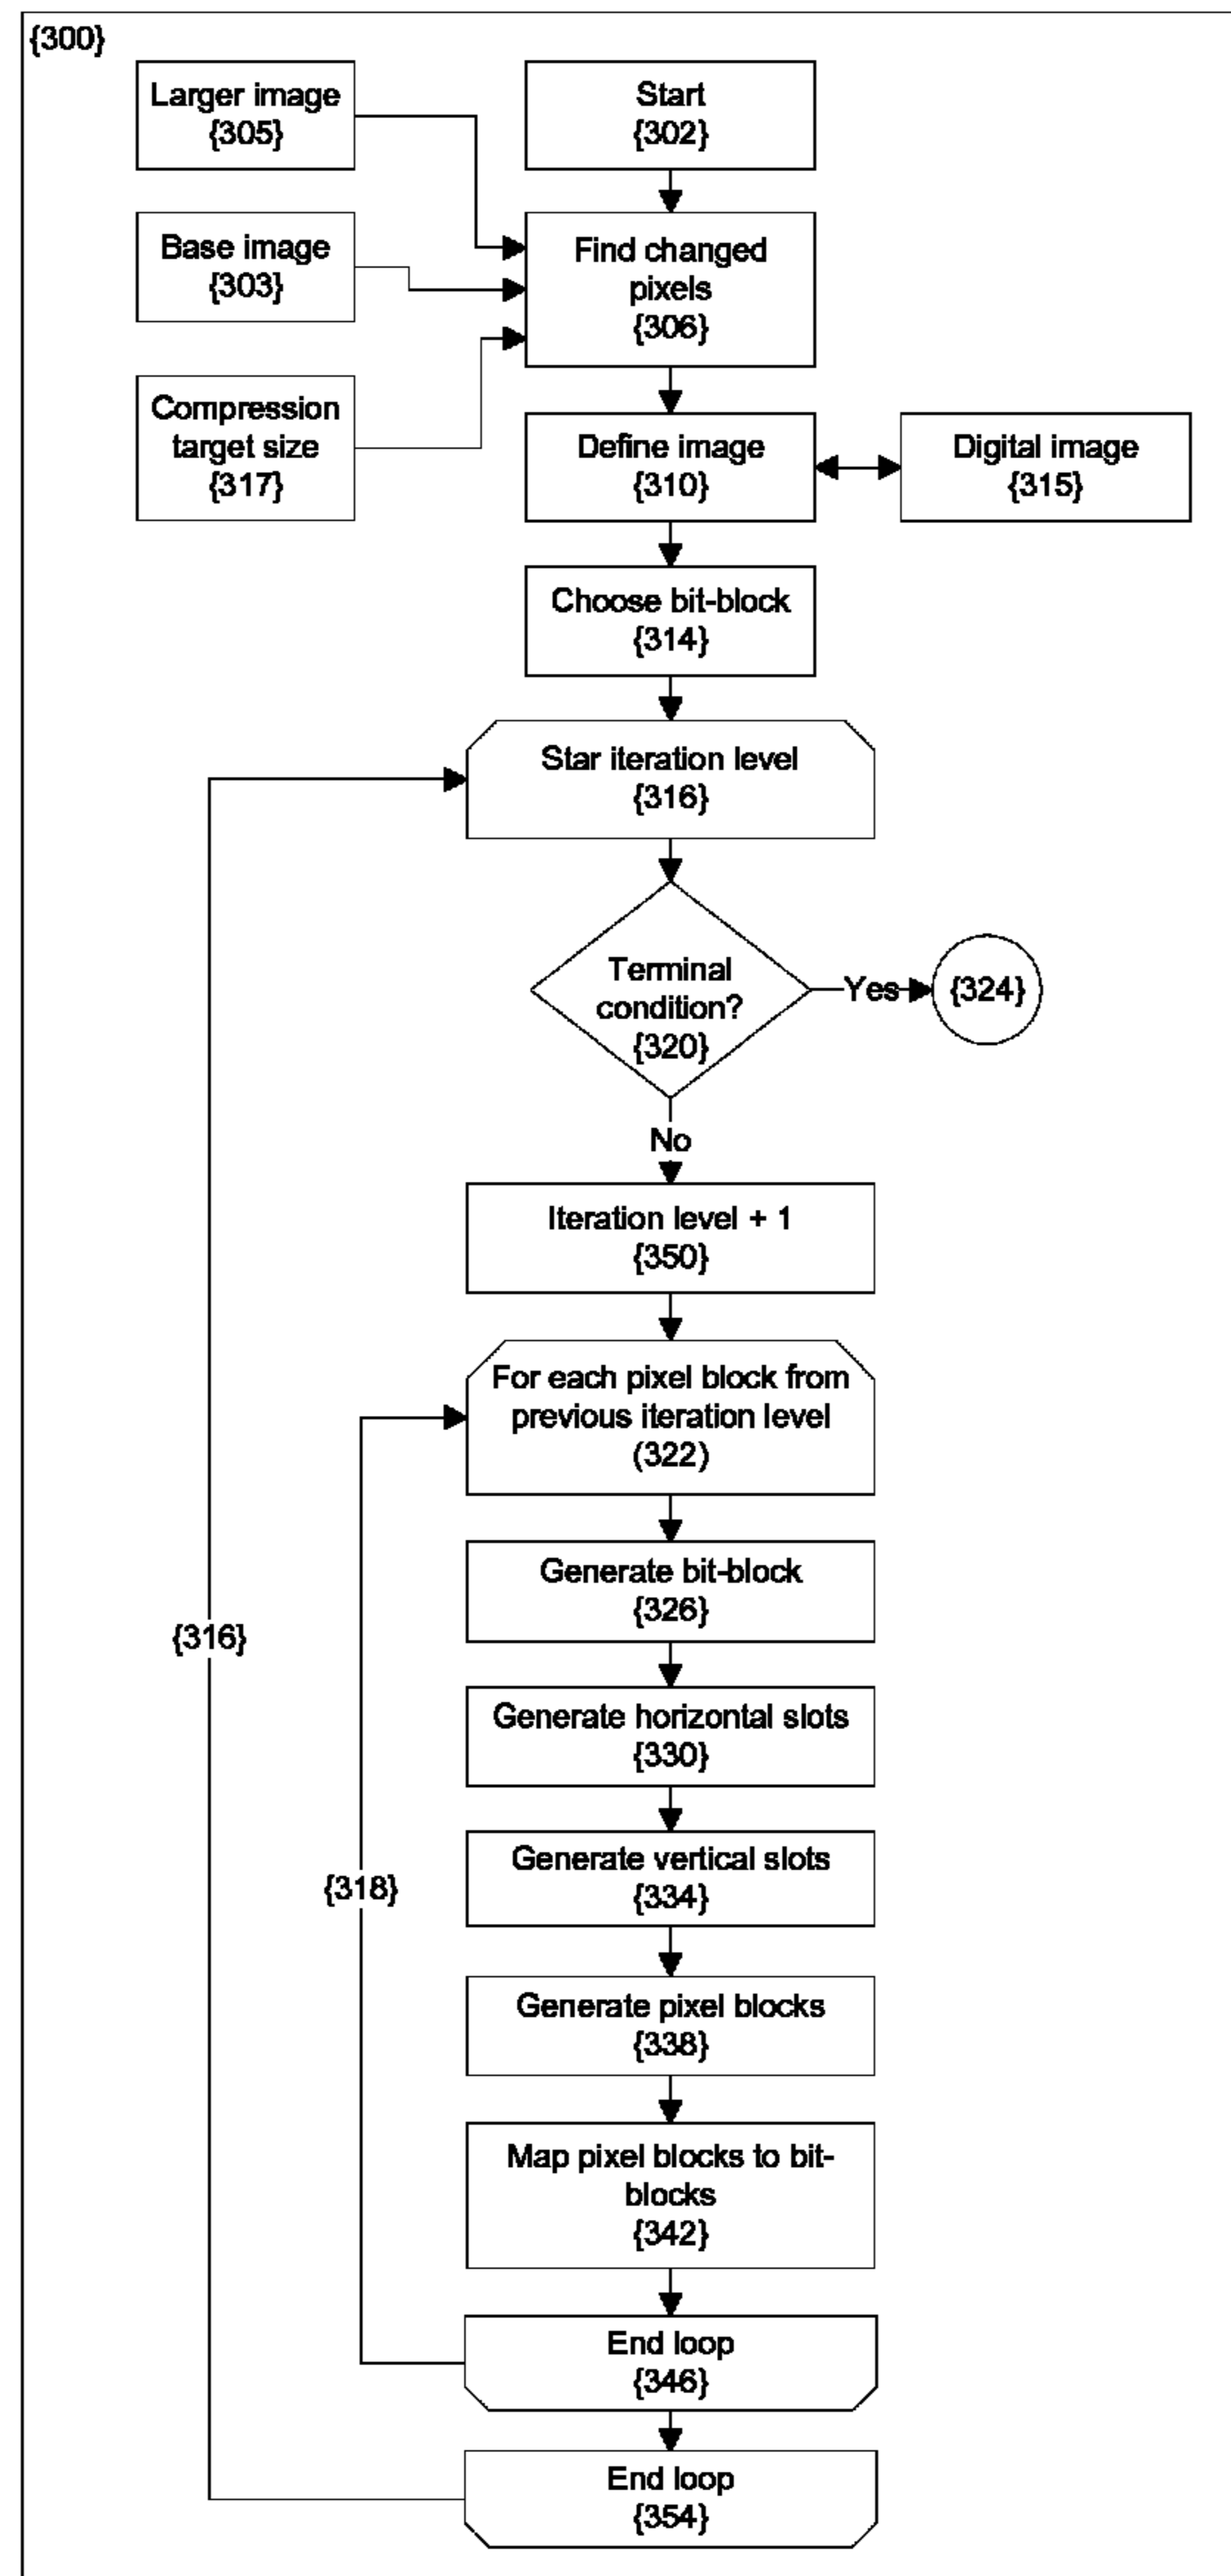 {300}
Larger image
{305}
Start
{302}
Base image
{303}
Find changed
pixels
{306}
Compression
target size
{317}
Define image
{310}
Digital image
{315}
Choose bit-block
{314}
Star iteration level
{316}
Terminal
condition?
{320}
Yes
{324}
No
Iteration level + 1
{350}
For each pixel block from
previous iteration level
(322)
Generate bit-block
{326}
{316}
Generate horizontal slots
{330}
Generate vertical slots
{334}
{318}
Generate pixel blocks
{338}
Map pixel blocks to bit-
blocks
{342}
End loop
{346}
End loop
{354}